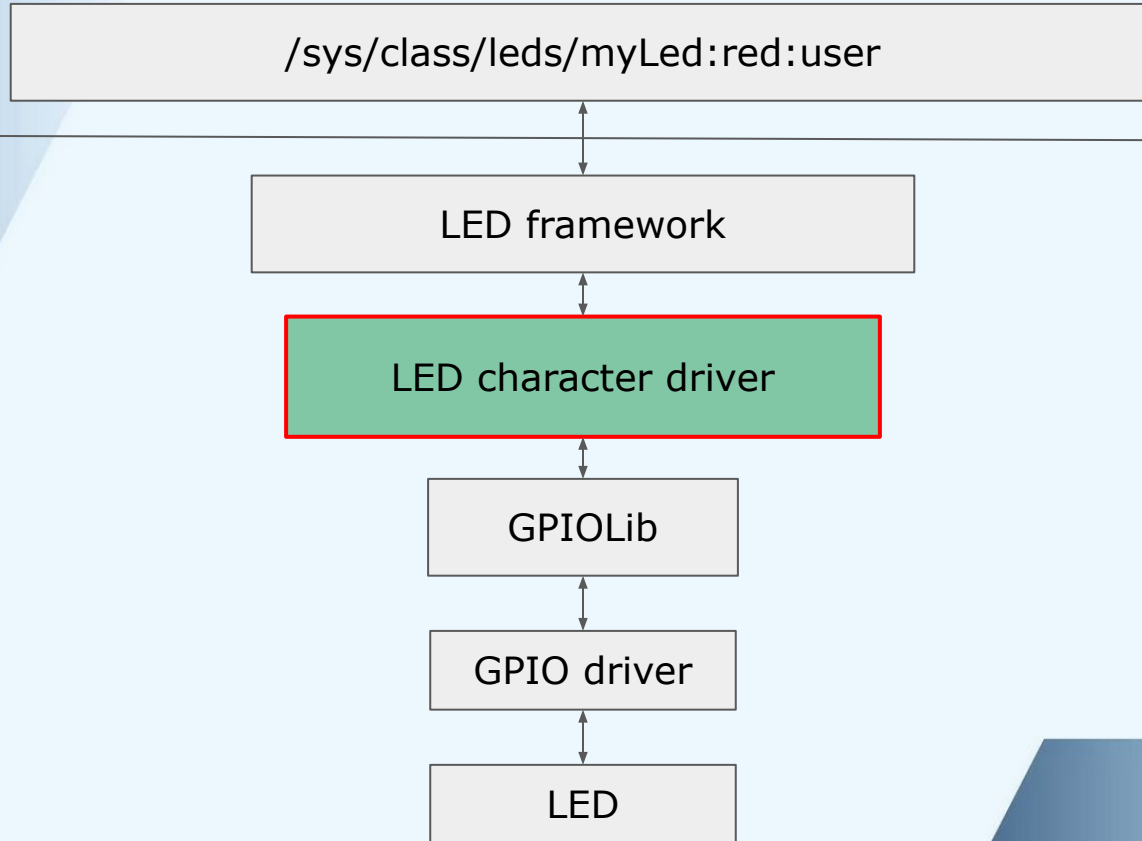 /sys/class/leds/myLed:red:user
LED framework
LED character driver
GPIOLib
GPIO driver
LED